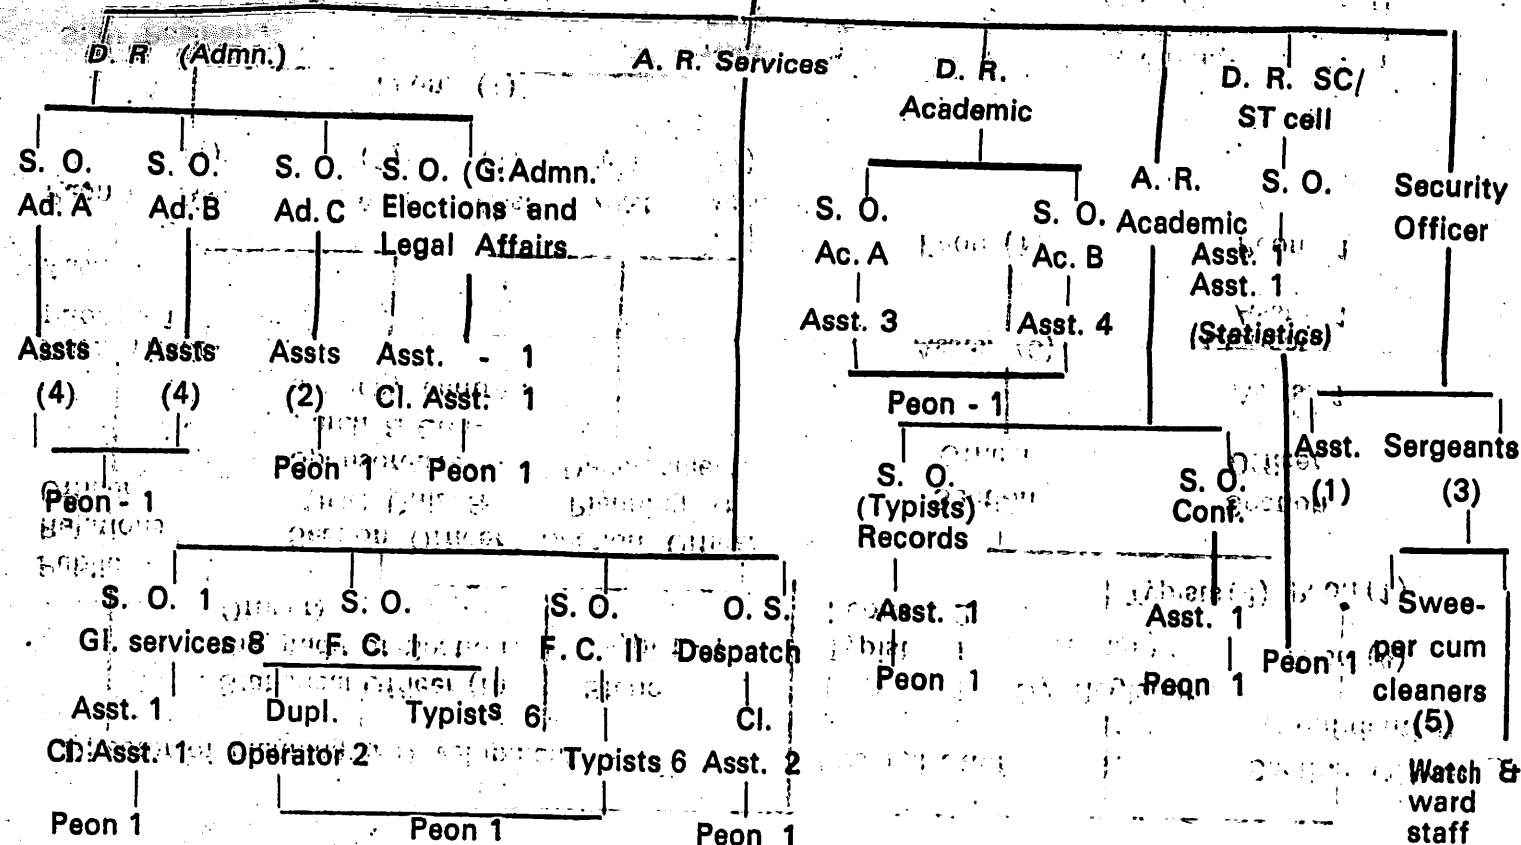 D. R (Admn.)
A. R. Services
D. R.
Academic
D. R. SC/
ST cell
S. O.
Ad. A
S. O.
Ad. B
S. O.
Ad. C
S. O. (G. Admn.
Elections and
Legal Affairs
S. O.
Ac. A
S. O.
Ac. B
A. R.
Academic
S. O.
Asst. 1
Asst. 1
(Statistics)
Security
Officer
Assts
(4)
Assts
(4)
Assts
(2)
Asst. - 1
Cl. Asst. 1
Asst. 3
Asst. 4
Peon - 1
Peon - 1
Peon 1
Peon 1
S. O.
(Typists)
Records
S. O.
Conf.
Asst.
(1)
Sergeants
(3)
S. O. 1
Gl. services 8
S. O.
F. C. I
S. O.
F. C. II
O. S.
Despatch
Asst. 1
Peon 1
Asst. 1
Peon 1
Peon 1
Swee-
per cum
cleaners
(5)
Asst. 1
Cl. Asst. 1
Dupl.
Operator 2
Typists 6
Typists 6
Cl.
Asst. 2
Watch &
ward
staff
Peon 1
Peon 1
Peon 1